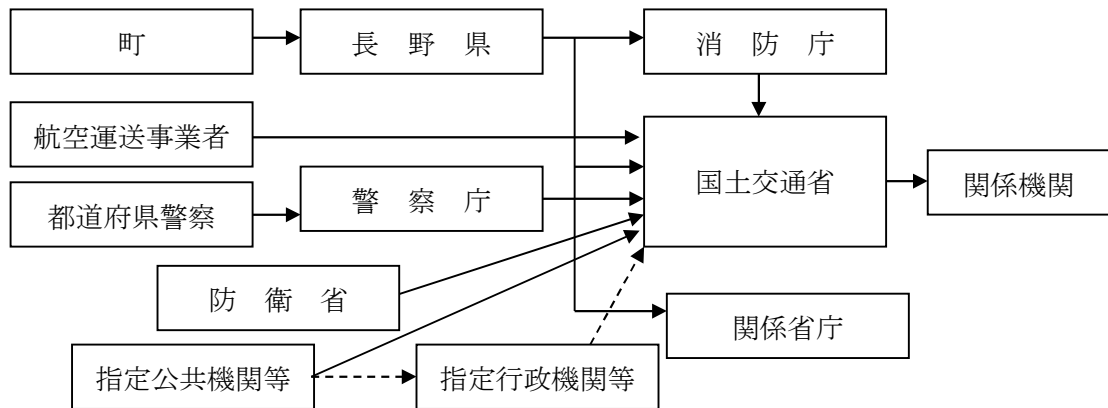 町
長　野　県
消　防　庁
航空運送事業者
国土交通省
関係機関
都道府県警察
警　察　庁
防　衛　省
関係省庁
指定公共機関等
指定行政機関等